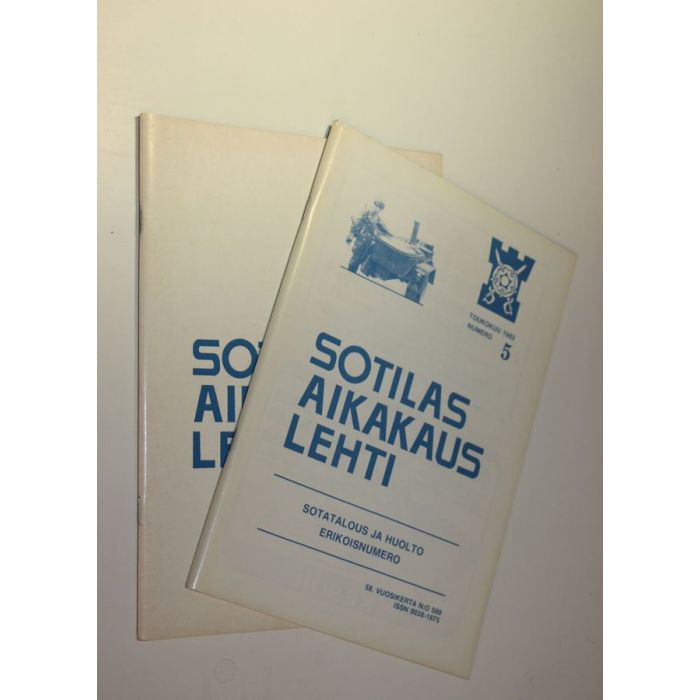 TOUKOKUU 1983
NUMERO 5
SOTILAS
AIKAKAUS
LEHTI
SOTATALOUS JA HUOLTO
ERIKOISNUMERO
58. VUOSIKERTA N:O 589
ISSN 0038-1675
SOT
AI
LE